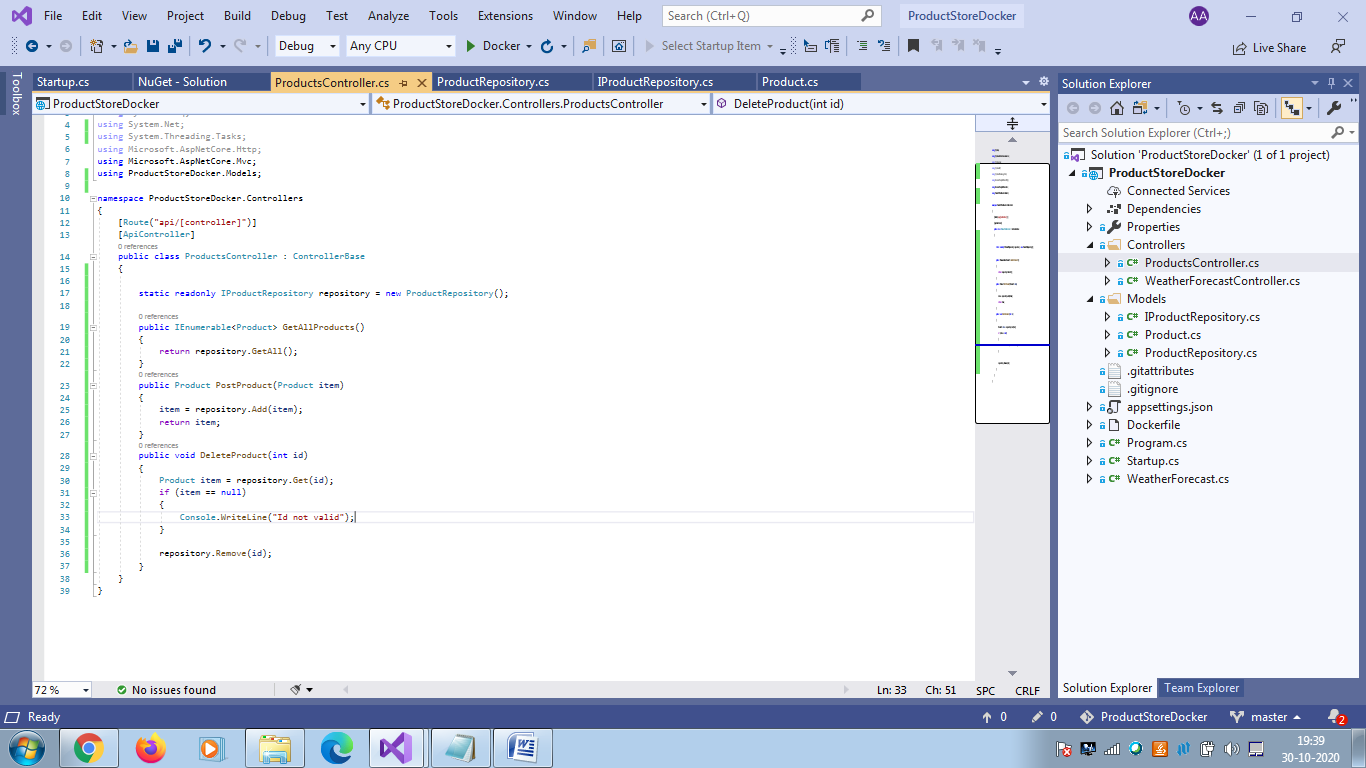 File Edit View Project Build Debug Test Analyze Tools Extensions Window Help Search (Ctrl+Q) ProductStoreDocker AA
Debug Any CPU Docker Select Startup Item Live Share
Toolbox
Startup.cs NuGet - Solution ProductsController.cs ProductRepository.cs IProductRepository.cs Product.cs
ProductStoreDocker ProductStoreDocker.Controllers.ProductsController DeleteProduct(int id)
4 using System.Net;
5 using System.Threading.Tasks;
6 using Microsoft.AspNetCore.Http;
7 using Microsoft.AspNetCore.Mvc;
8 using ProductStoreDocker.Models;
9
10 namespace ProductStoreDocker.Controllers
11 {
12 [Route("api/[controller]")]
13 [ApiController]
0 references
14 public class ProductsController : ControllerBase
15 {
16
17 static readonly IProductRepository repository = new ProductRepository();
18
0 references
19 public IEnumerable<Product> GetAllProducts()
20 {
21 return repository.GetAll();
22 }
0 references
23 public Product PostProduct(Product item)
24 {
25 item = repository.Add(item);
26 return item;
27 }
0 references
28 public void DeleteProduct(int id)
29 {
30 Product item = repository.Get(id);
31 if (item == null)
32 {
33 Console.WriteLine("Id not valid");
34 }
35
36 repository.Remove(id);
37 }
38 }
39 }
72 % No issues found Ln: 33 Ch: 51 SPC CRLF
Solution Explorer
Search Solution Explorer (Ctrl+;)
Solution 'ProductStoreDocker' (1 of 1 project)
ProductStoreDocker
Connected Services
Dependencies
Properties
Controllers
C# ProductsController.cs
C# WeatherForecastController.cs
Models
C# IProductRepository.cs
C# Product.cs
C# ProductRepository.cs
.gitattributes
.gitignore
appsettings.json
Dockerfile
C# Program.cs
C# Startup.cs
C# WeatherForecast.cs
Solution Explorer Team Explorer
Ready 0 0 ProductStoreDocker master 2
19:39
30-10-2020